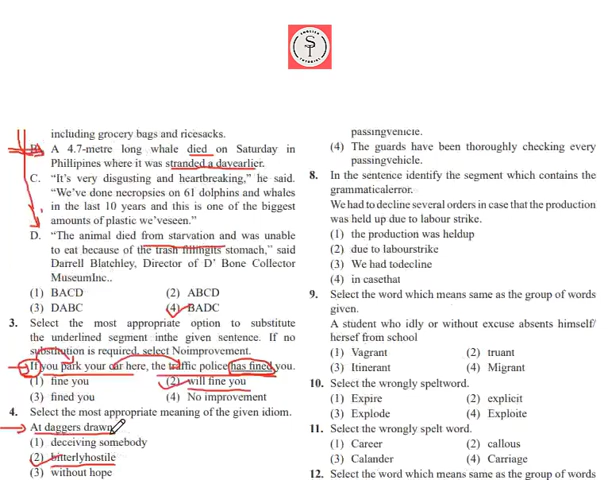 ENGLISH
ST
TUTORIAL
including grocery bags and ricesacks.
B. A 4.7-metre long whale died on Saturday in
Phillipines where it was stranded a dayearlier.
C. “It’s very disgusting and heartbreaking,” he said.
“We’ve done necropsies on 61 dolphins and whales
in the last 10 years and this is one of the biggest
amounts of plastic we’veseen.”
D. “The animal died from starvation and was unable
to eat because of the trash fillingits stomach,” said
Darrell Blatchley, Director of D’ Bone Collector
MuseumInc..
(1) BACD (2) ABCD
(3) DABC (4) BADC
3. Select the most appropriate option to substitute
the underlined segment inthe given sentence. If no
substitution is required, select Noimprovement.
If you park your car here, the traffic police has fined you.
(1) fine you (2) will fine you
(3) fined you (4) No improvement
4. Select the most appropriate meaning of the given idiom.
At daggers drawn
(1) deceiving somebody
(2) bitterlyhostile
(3) without hope
passingvehicle.
(4) The guards have been thoroughly checking every
passingvehicle.
8. In the sentence identify the segment which contains the
grammaticalerror.
We had to decline several orders in case that the production
was held up due to labour strike.
(1) the production was heldup
(2) due to labourstrike
(3) We had todecline
(4) in casethat
9. Select the word which means same as the group of words
given.
A student who idly or without excuse absents himself/
hersef from school
(1) Vagrant (2) truant
(3) Itinerant (4) Migrant
10. Select the wrongly speltword.
(1) Expire (2) explicit
(3) Explode (4) Exploite
11. Select the wrongly spelt word.
(1) Career (2) callous
(3) Calander (4) Carriage
12. Select the word which means same as the group of words